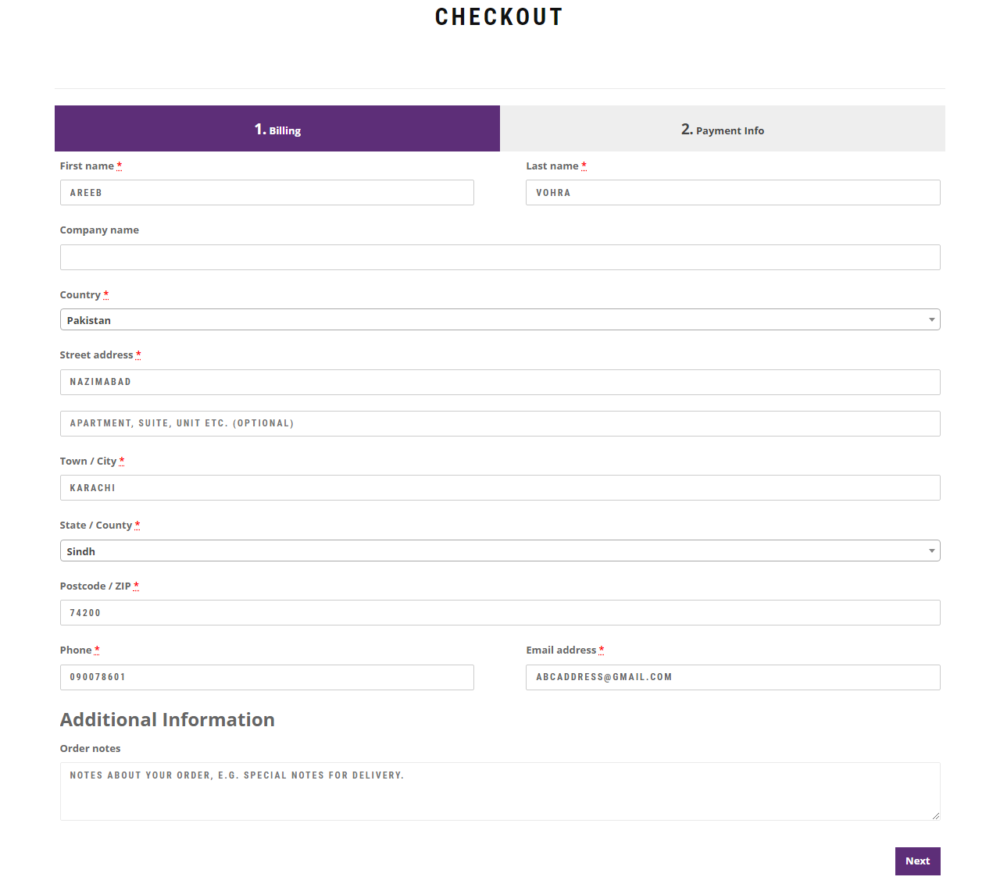 CHECKOUT
1. Billing
2. Payment Info
First name *
Last name *
AREEB
VOHRA
Company name
Country *
Pakistan
Street address *
NAZIMABAD
APARTMENT, SUITE, UNIT ETC. (OPTIONAL)
Town / City *
KARACHI
State / County *
Sindh
Postcode / ZIP *
74200
Phone *
Email address *
090078601
ABCADDRESS@GMAIL.COM
Additional Information
Order notes
NOTES ABOUT YOUR ORDER, E.G. SPECIAL NOTES FOR DELIVERY.
Next